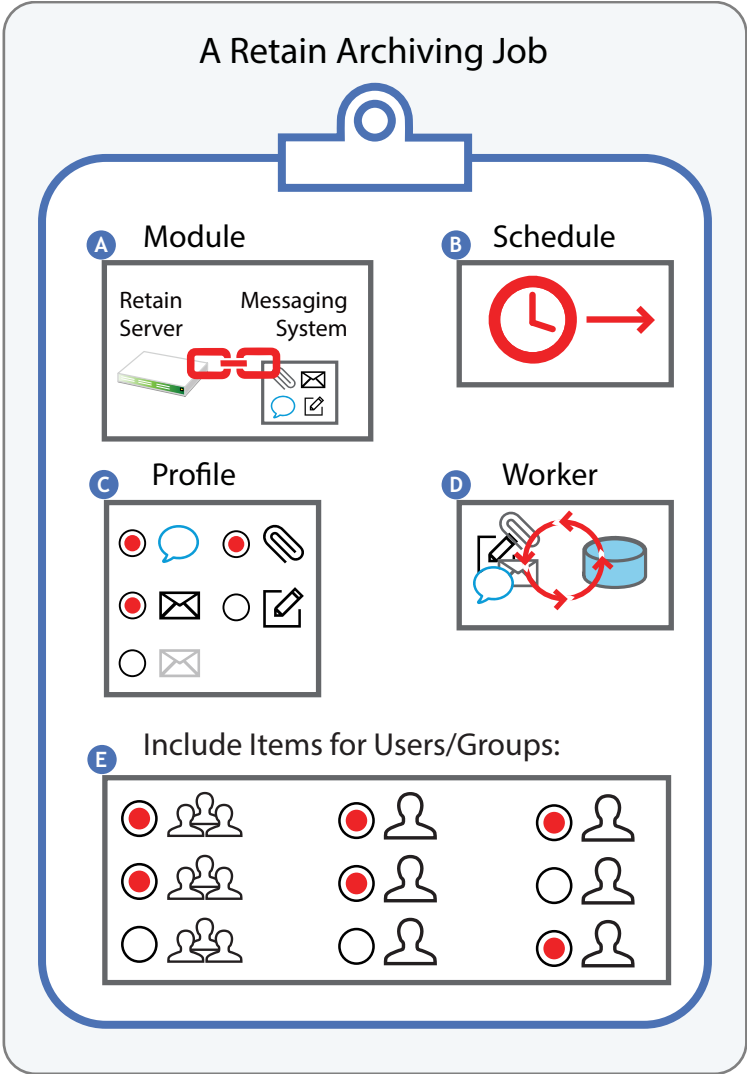 A Retain Archiving Job
A Module
Retain Server
Messaging System
B Schedule
C Profile
D Worker
E Include Items for Users/Groups: